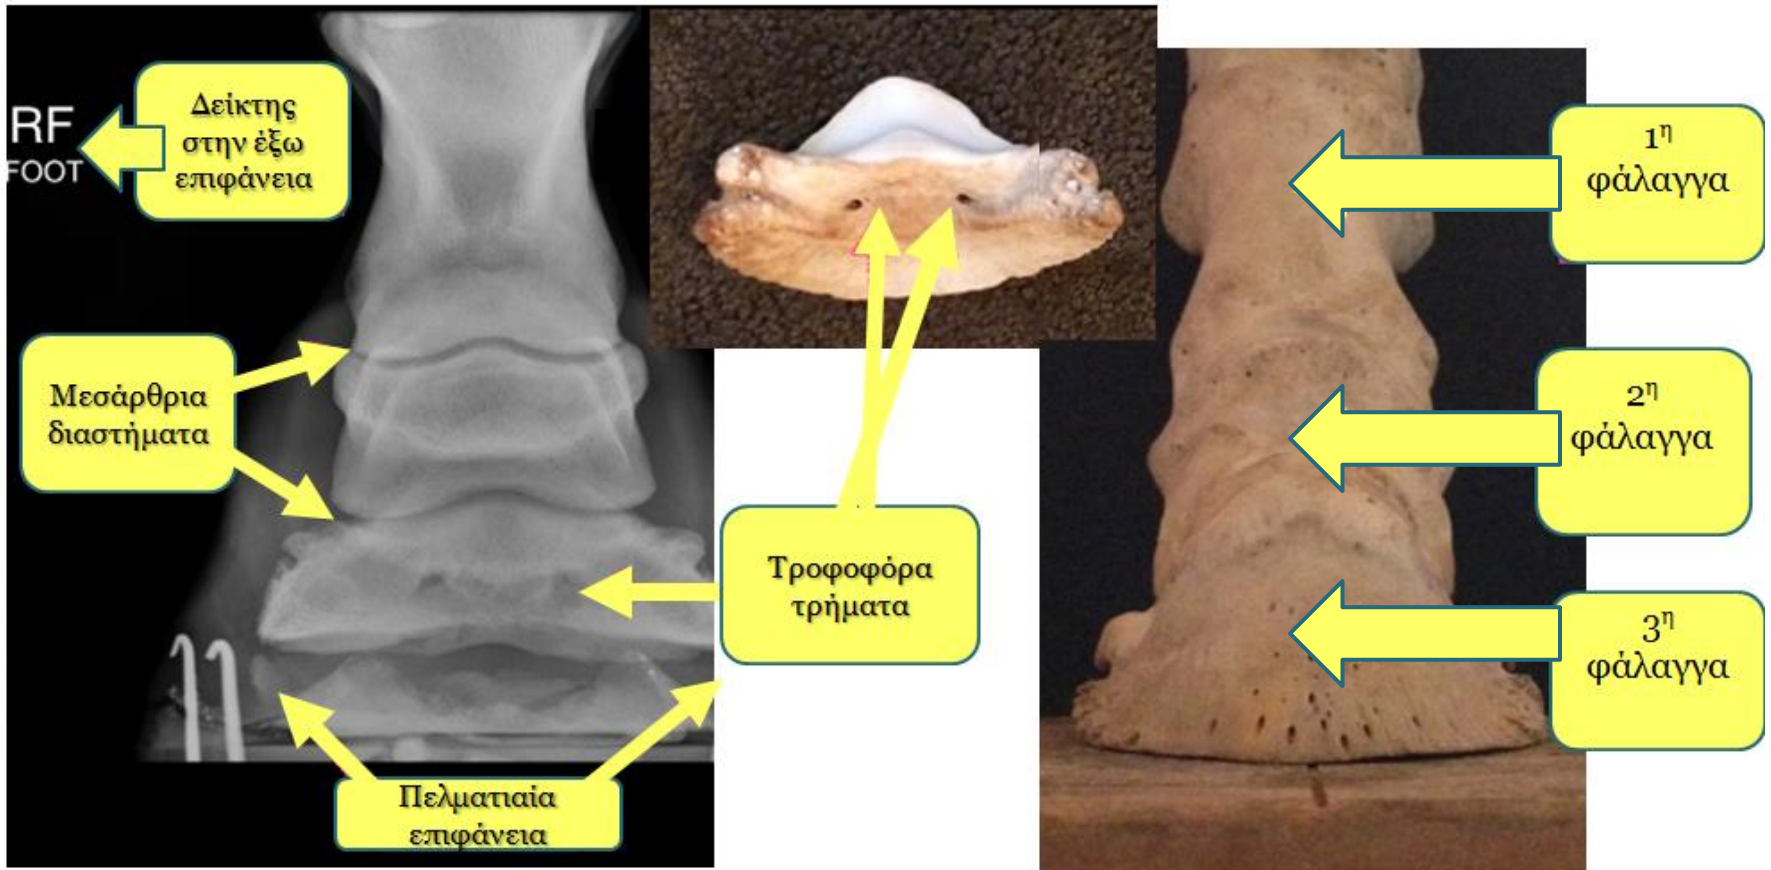 RF
FOOT
Δείκτης
στην έξω
επιφάνεια
Μεσάρθρια
διαστήματα
Τροφοφόρα
τρήματα
Πελματιαία
επιφάνεια
1η
φάλαγγα
2η
φάλαγγα
3η
φάλαγγα